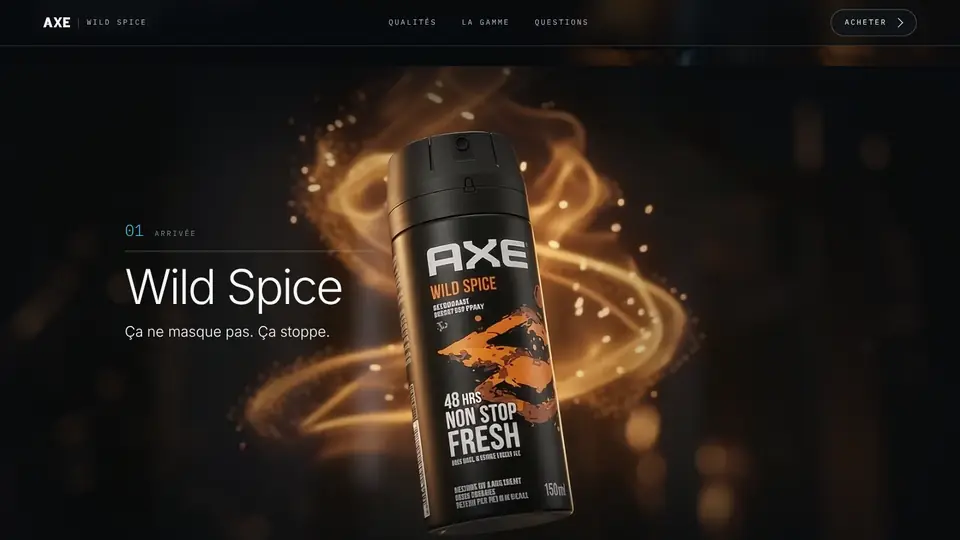 AXE
WILD SPICE
QUALITÉS
LA GAMME
QUESTIONS
ACHETER
01 ARRIVÉE
Wild Spice
Ça ne masque pas. Ça stoppe.
AXE
WILD SPICE
48 HRS
NON STOP
FRESH
150ml